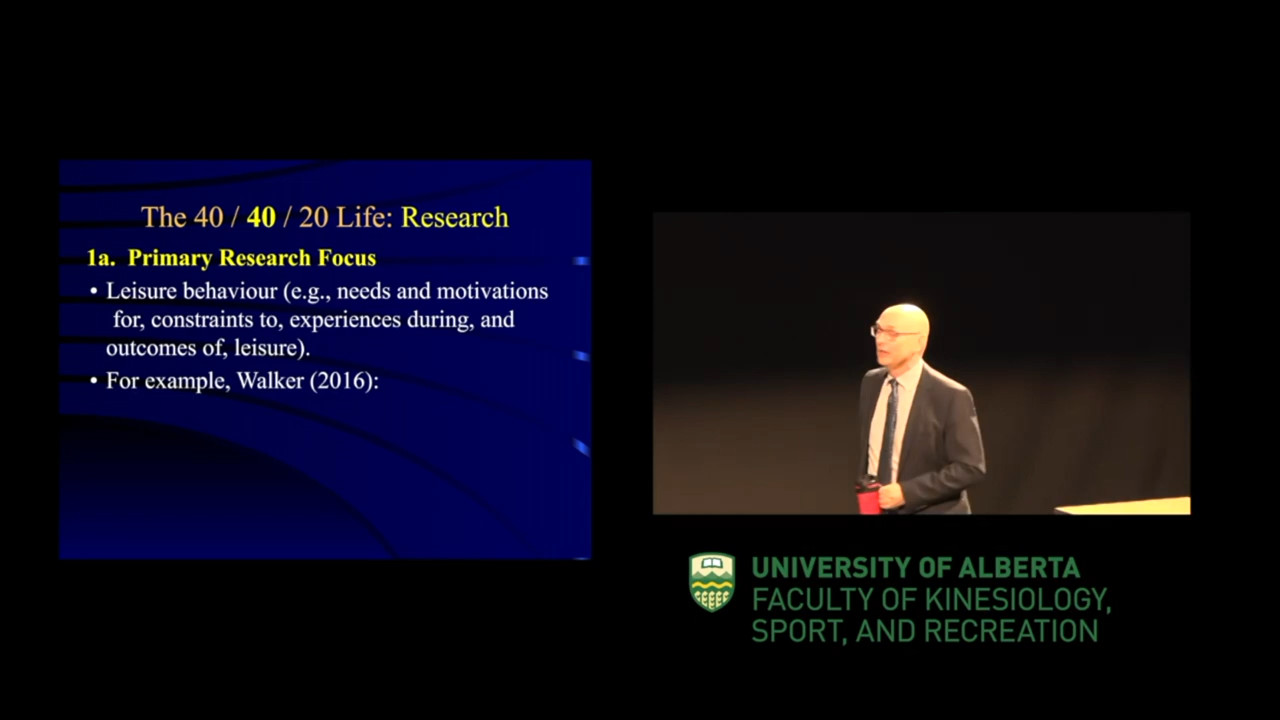 The 40 / 40 / 20 Life: Research
1a. Primary Research Focus
• Leisure behaviour (e.g., needs and motivations
for, constraints to, experiences during, and
outcomes of, leisure).
• For example, Walker (2016):
UNIVERSITY OF ALBERTA
FACULTY OF KINESIOLOGY,
SPORT, AND RECREATION